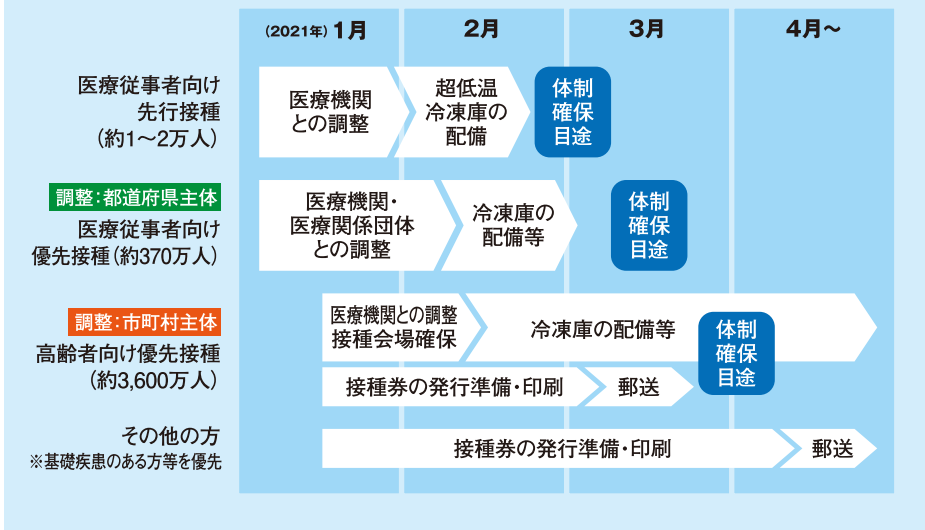 (2021年) 1月
2月
3月
4月～
医療従事者向け
先行接種
(約1～2万人)
医療機関
との調整
超低温
冷凍庫の
配備
体制
確保
目途
調整：都道府県主体
医療従事者向け
優先接種(約370万人)
医療機関・
医療関係団体
との調整
冷凍庫の
配備等
体制
確保
目途
調整：市町村主体
高齢者向け優先接種
(約3,600万人)
医療機関との調整
接種会場確保
冷凍庫の配備等
体制
確保
目途
接種券の発行準備・印刷
郵送
その他の方
※基礎疾患のある方等を優先
接種券の発行準備・印刷
郵送